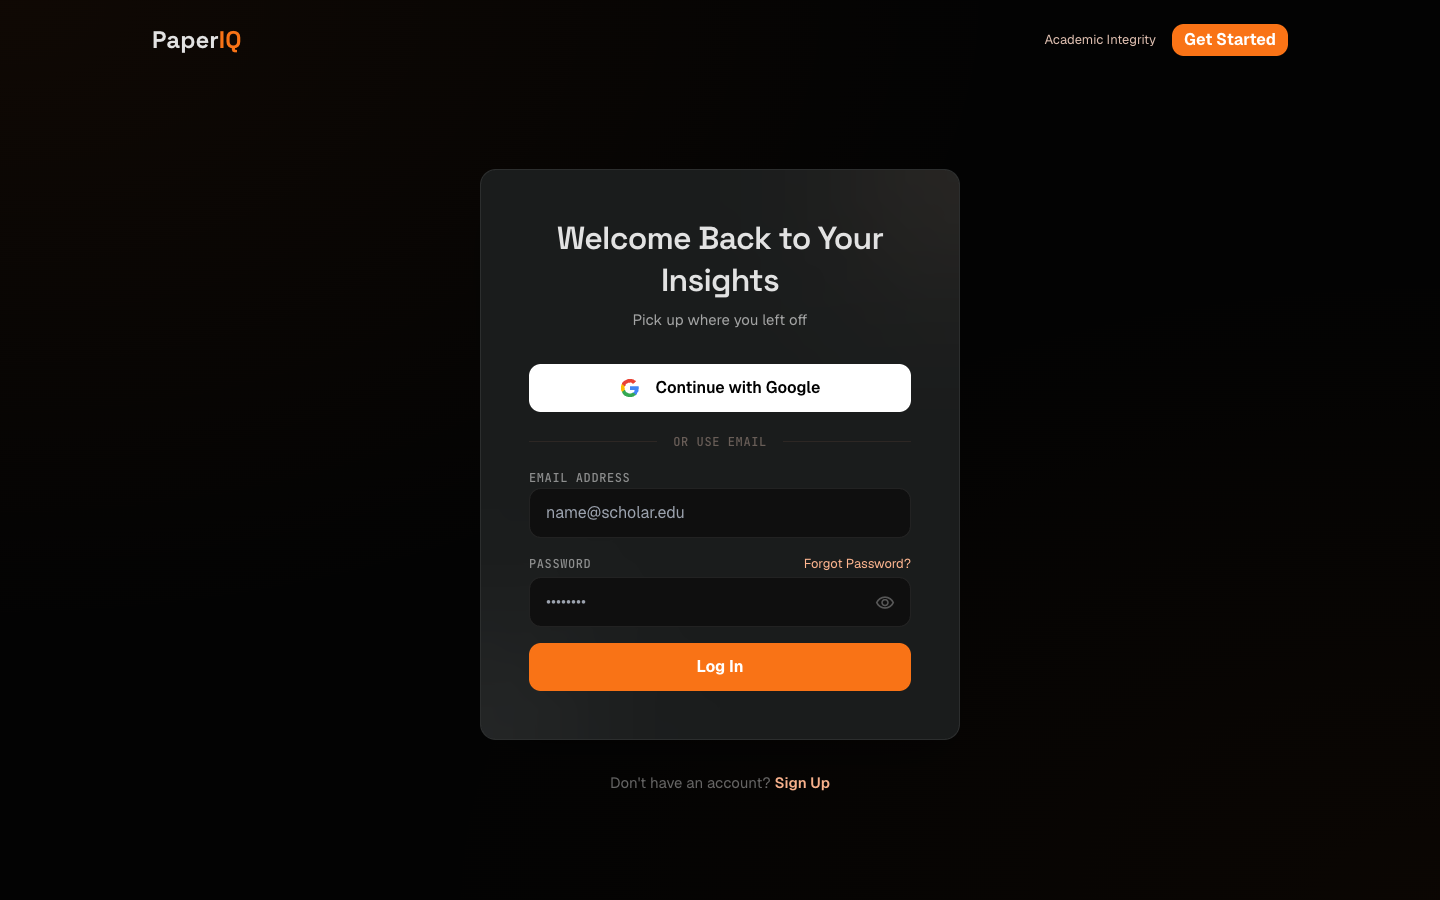 PaperIQ
Academic Integrity
Get Started
Welcome Back to Your
Insights
Pick up where you left off
Continue with Google
OR USE EMAIL
EMAIL ADDRESS
name@scholar.edu
PASSWORD
Forgot Password?
••••••••
Log In
Don't have an account? Sign Up